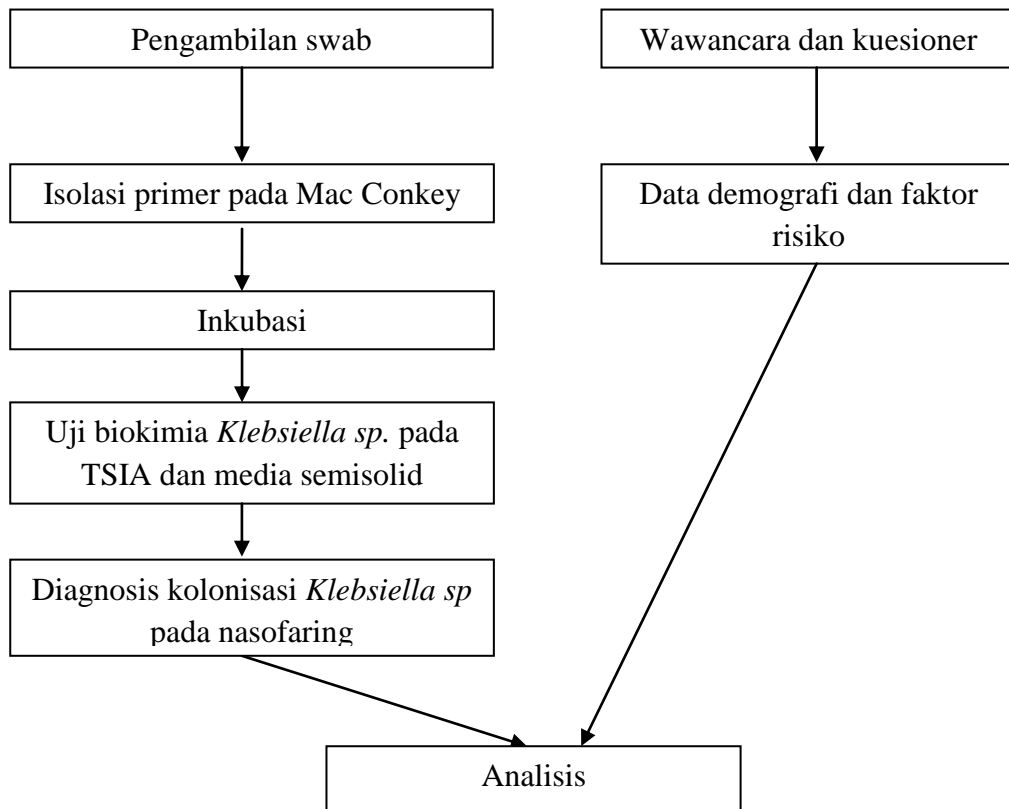 Pengambilan swab
Wawancara dan kuesioner
Isolasi primer pada Mac Conkey
Data demografi dan faktor
risiko
Inkubasi
Uji biokimia Klebsiella sp. pada
TSIA dan media semisolid
Diagnosis kolonisasi Klebsiella sp
pada nasofaring
Analisis